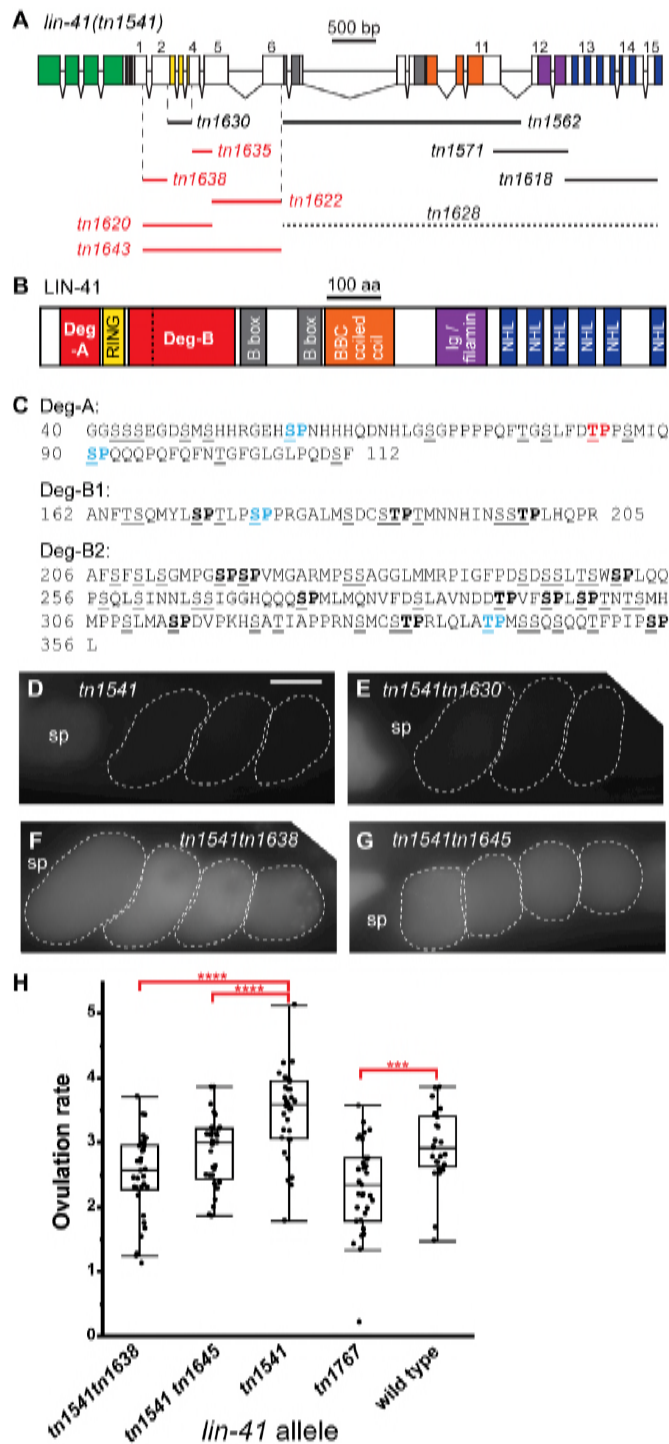 A lin-41(tn1541) 500 bp
1 2 4 6 11 12 13 14 15
tn1630 tn1562
tn1635 tn1571
tn1638 tn1618
tn1622
tn1620 tn1628
tn1643
B LIN-41 100 aa
Deg-A RING Deg-B B box B box BBC coiled coil Ig/filamin NHL NHL NHL NHL NHL NHL
C Deg-A:
40 GGSSSEGDSMSHHRGEHSPNHHHQDNHLGSGPPPPQFTGSLFDTPPSMIQ
90 SPQQQPQFQFNTGFGLGLPQDSF 112
Deg-B1:
162 ANFTSQMYLSPTLPSPPRGALMSDCSTPTMNNHINSSTPLHQPR 205
Deg-B2:
206 AFSFSLSGMPGSPSPVMGARMPSSAGGLMMRPIGFPDSDSSLTSWSPLQQ
256 PSQLSINNLSSIGGHQQQSPMLMQNVFDSLAVNDDTPVFSPLSPTNTSMH
306 MPPSLMASPDVPKHSATIAPPRNSMCSTPRLQLATPMSSQSQQTFPIPSP
356 L
D tn1541
sp
E tn1541tn1630
sp
F tn1541tn1638
sp
G tn1541tn1645
sp
H
**** **** ***
Ovulation rate
5
4
3
2
1
0
tn1541tn1638 tn1541 tn1645 tn1541 tn1767 wild type
lin-41 allele